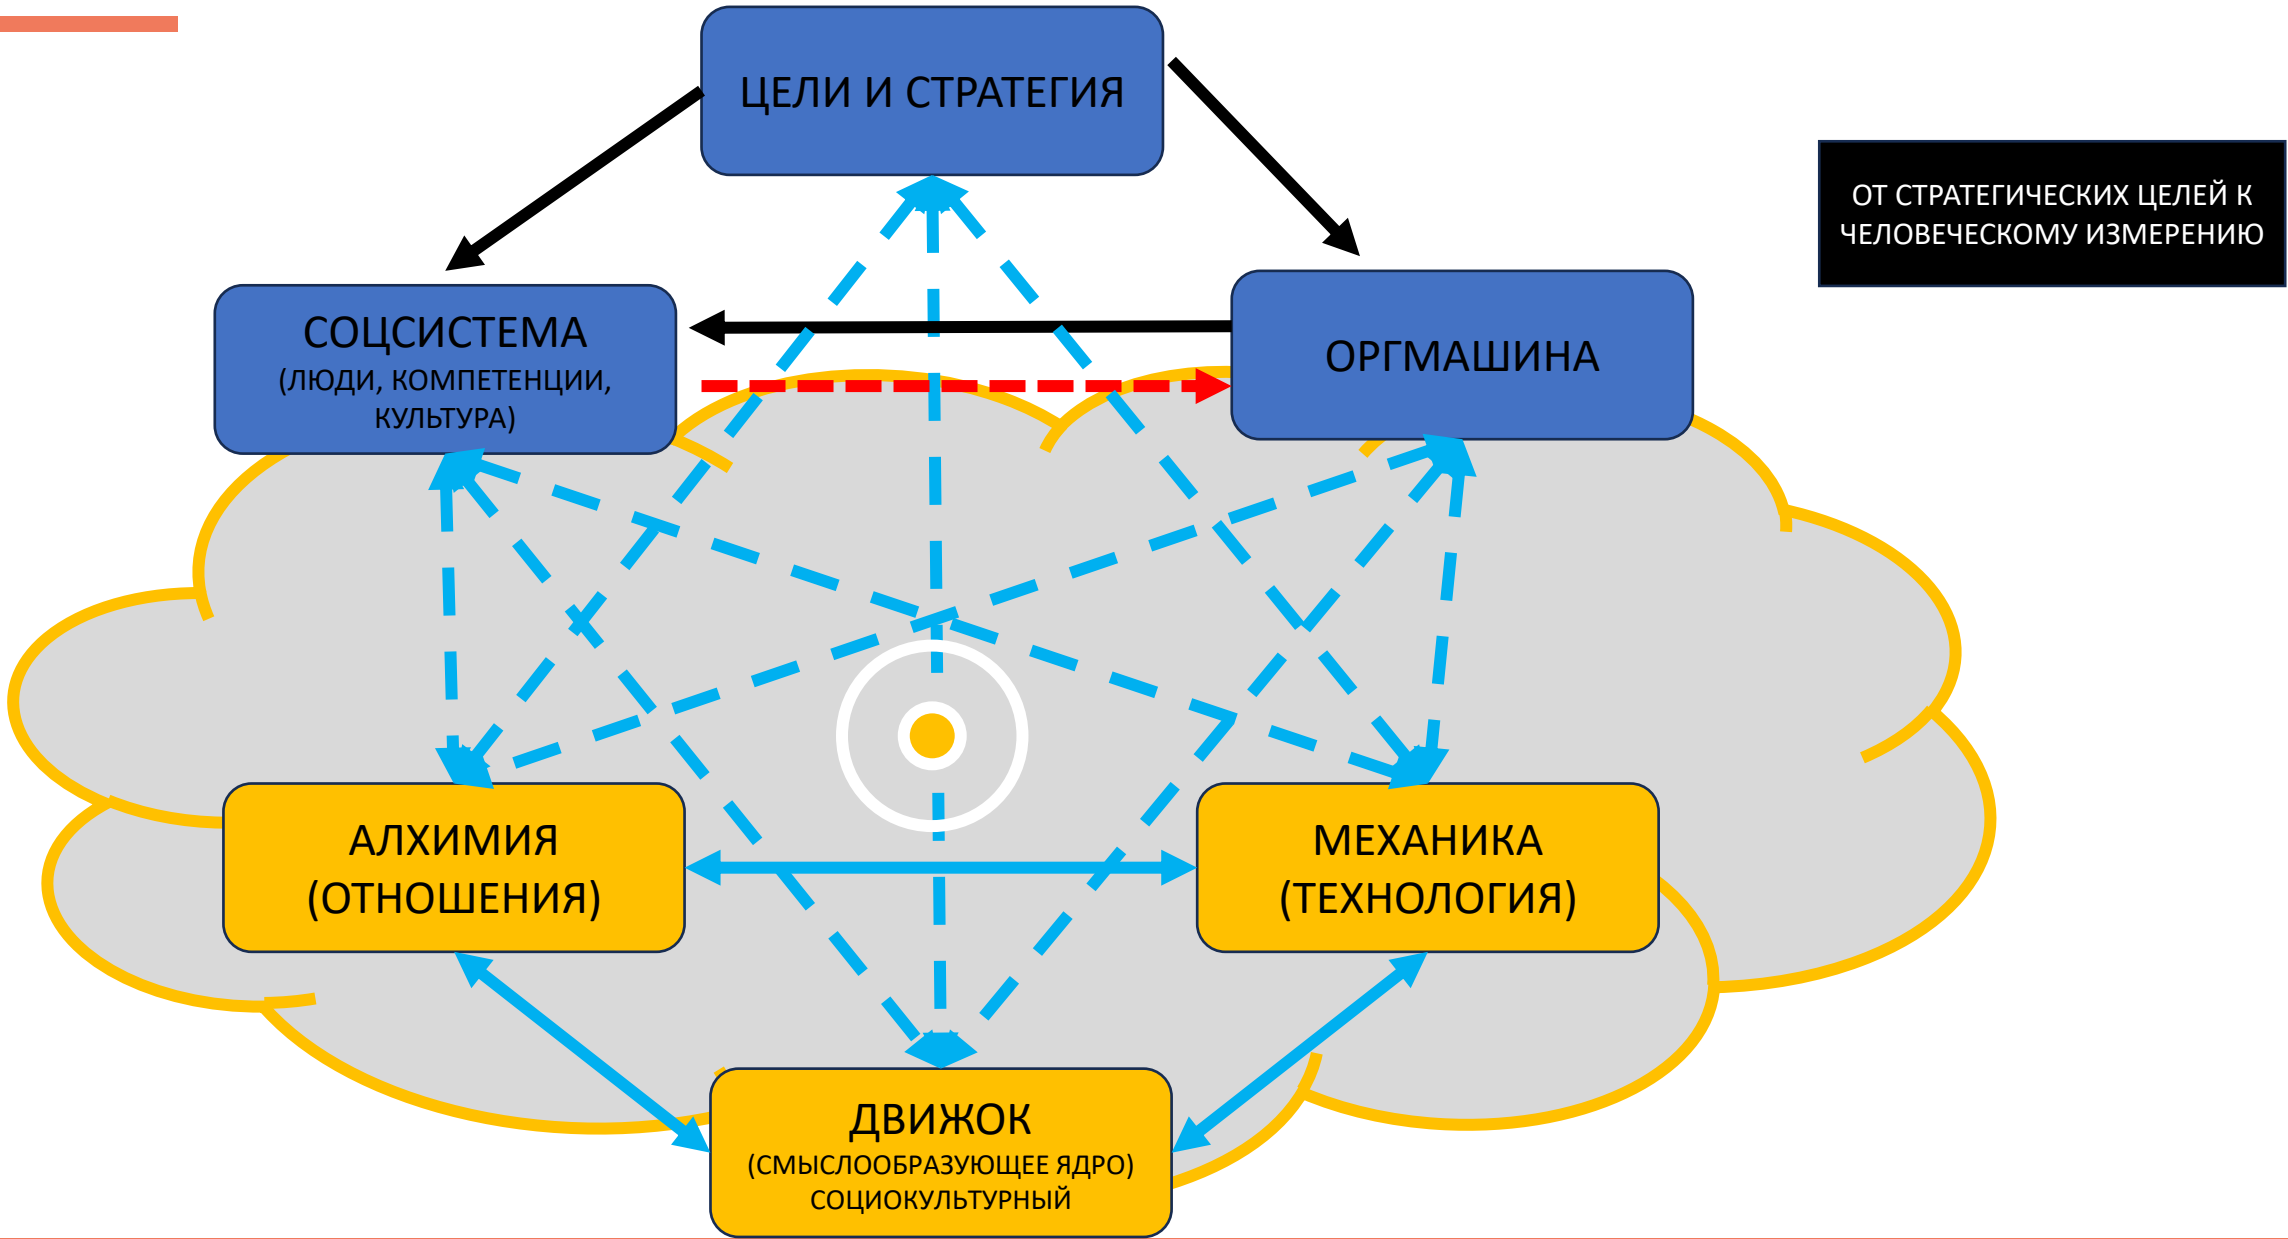 ЦЕЛИ И СТРАТЕГИЯ
ОТ СТРАТЕГИЧЕСКИХ ЦЕЛЕЙ К
ЧЕЛОВЕЧЕСКОМУ ИЗМЕРЕНИЮ
СОЦСИСТЕМА
(ЛЮДИ, КОМПЕТЕНЦИИ,
КУЛЬТУРА)
ОРГМАШИНА
АЛХИМИЯ
(ОТНОШЕНИЯ)
МЕХАНИКА
(ТЕХНОЛОГИЯ)
ДВИЖОК
(СМЫСЛООБРАЗУЮЩЕЕ ЯДРО)
СОЦИОКУЛЬТУРНЫЙ